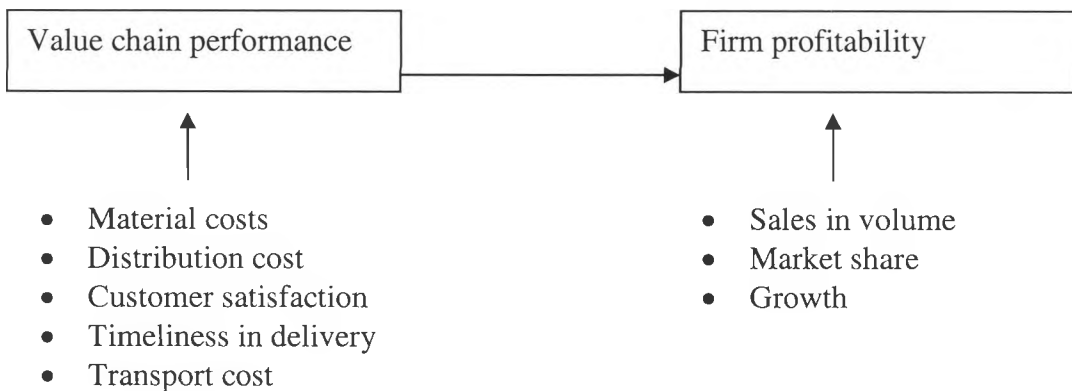 Value chain performance
Firm profitability
• Material costs
• Distribution cost
• Customer satisfaction
• Timeliness in delivery
• Transport cost
• Sales in volume
• Market share
• Growth